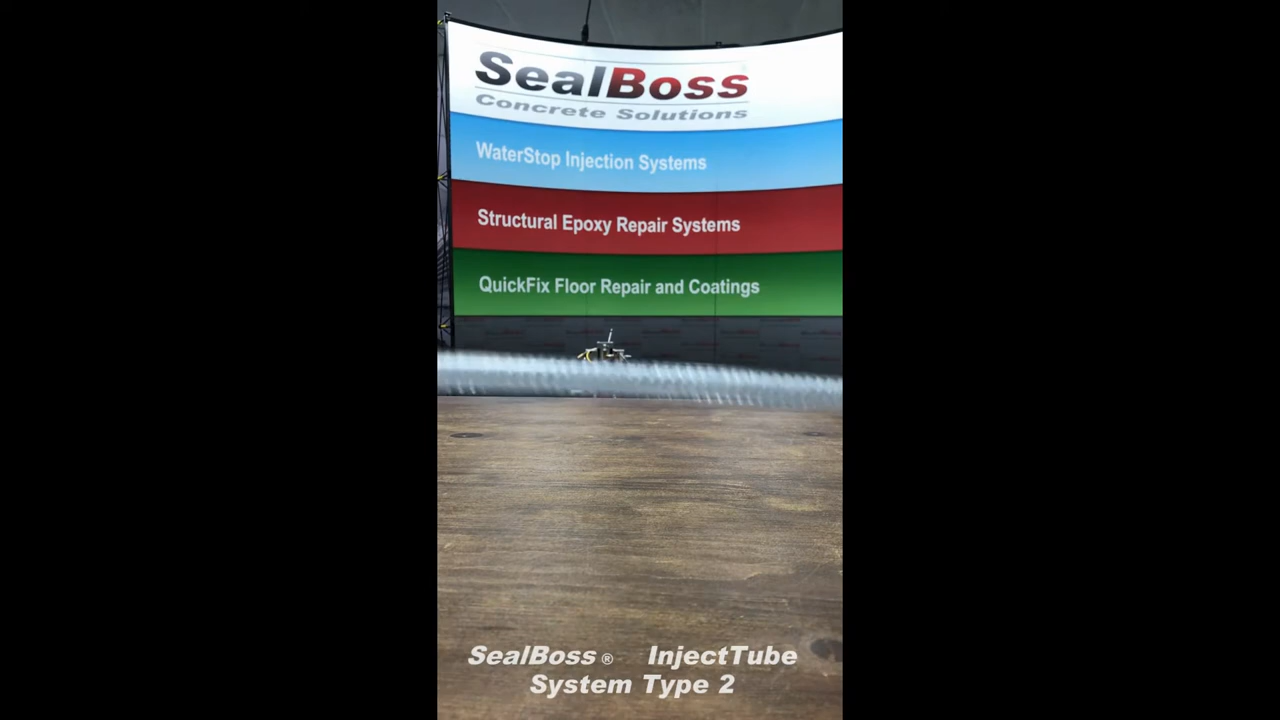 SealBoss
Concrete Solutions
WaterStop Injection Systems
Structural Epoxy Repair Systems
QuickFix Floor Repair and Coatings
SealBoss® InjectTube
System Type 2